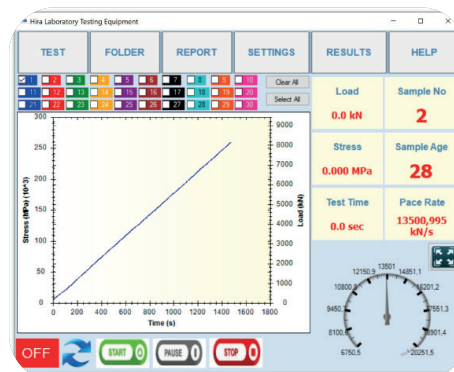 Hira Laboratory Testing Equipment
TEST FOLDER REPORT SETTINGS RESULTS HELP
1 2 3 4 5 6 7 8 9 10 Clear All
11 12 13 14 15 16 17 18 19 20 Select All
21 22 23 24 25 26 27 28 29 30
Load Sample No
0.0 kN 2
Stress Sample Age
0.000 MPa 28
Test Time Pace Rate
0.0 sec 13500,995
kN/s
Stress (MPa) (10^3)
300
250
200
150
100
50
0
9000
8000
7000
6000
5000
4000
3000
2000
1000
0
Load (kN)
0 200 400 600 800 1000 1200 1400 1600 1800
Time (s)
13501
12150,9 14851,1
10800,8 16201,2
9450,7 17551,3
8100,6 18901,4
6750,5 20251,5
OFF START PAUSE STOP